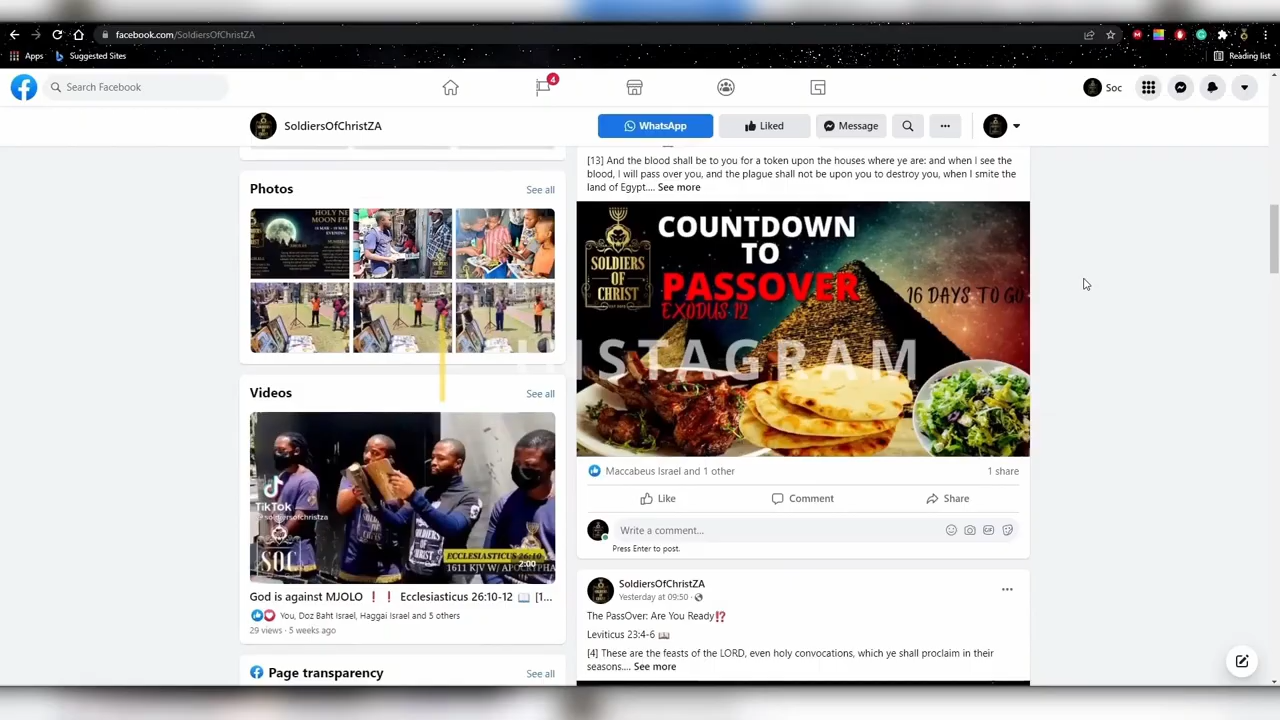 facebook.com/SoldiersOfChristZA
Apps
Suggested Sites
Reading list
Search Facebook
4
Soc
SoldiersOfChristZA
WhatsApp
Liked
Message
Photos
See all
HOLY NE
MOON FEA
Videos
See all
TikTok
@soldiersofchristza
SOC
ECCLESIASTICUS 26:10
1611 KJV W/ APOCRYPHA
2:00
God is against MJOLO ❗ ❗ Ecclesiasticus 26:10-12 📖 [1...
You, Doz Baht Israel, Haggai Israel and 5 others
29 views · 5 weeks ago
Page transparency
See all
[13] And the blood shall be to you for a token upon the houses where ye are: and when I see the
blood, I will pass over you, and the plague shall not be upon you to destroy you, when I smite the
land of Egypt.... See more
SOLDIERS
OF
CHRIST
COUNTDOWN
TO
PASSOVER
EXODUS 12
16 DAYS TO GO
INSTAGRAM
Maccabeus Israel and 1 other
1 share
Like
Comment
Share
Write a comment...
Press Enter to post.
SoldiersOfChristZA
Yesterday at 09:50 ·
The PassOver: Are You Ready⁉️
Leviticus 23:4-6 📖
[4] These are the feasts of the LORD, even holy convocations, which ye shall proclaim in their
seasons.... See more